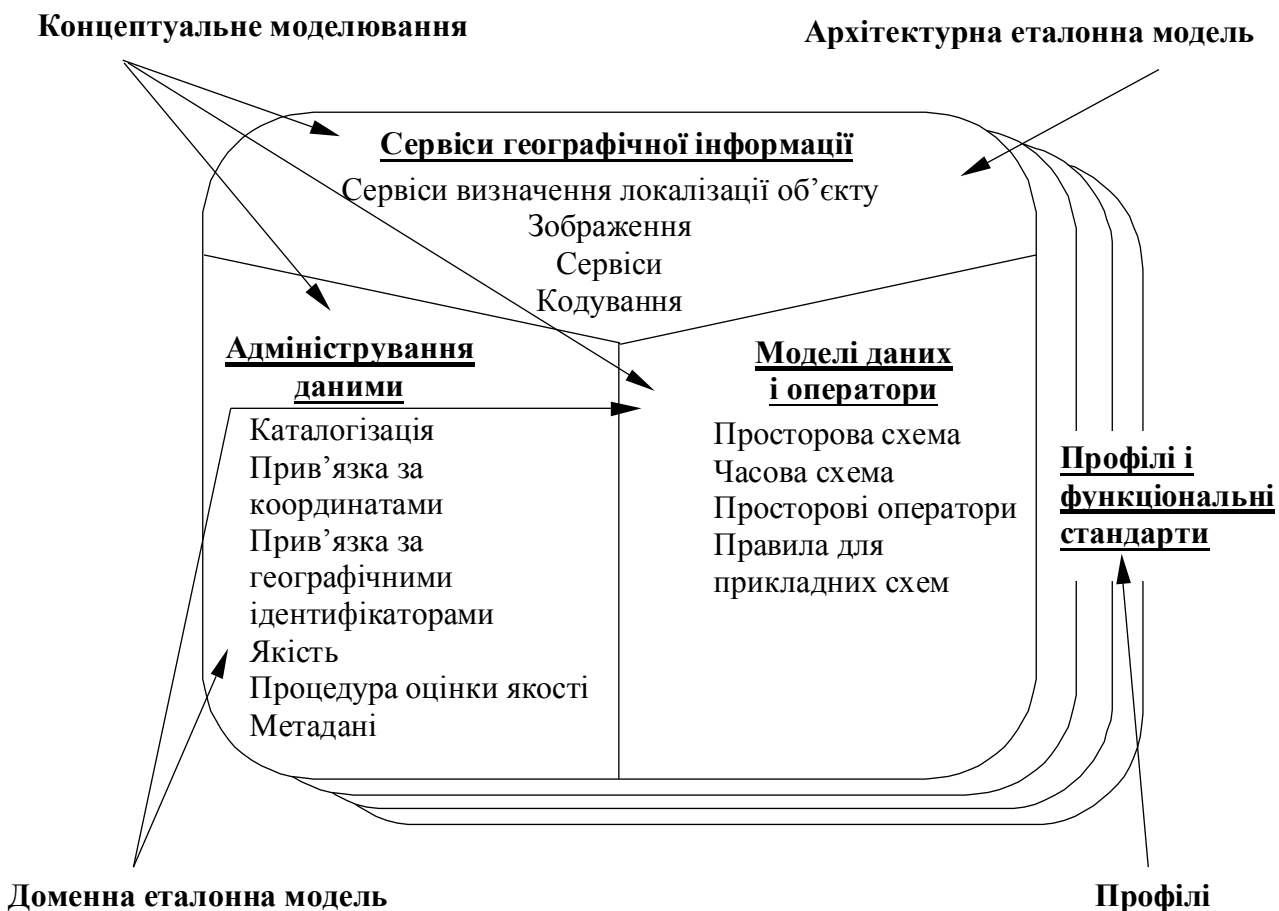 Концептуальне моделювання
Архітектурна еталонна модель
Сервіси географічної інформації
Сервіси визначення локалізації об’єкту
Зображення
Сервіси
Кодування
Адміністрування
даними
Каталогізація
Прив’язка за
координатами
Прив’язка за
географічними
ідентифікаторами
Якість
Процедура оцінки якості
Метадані
Моделі даних
і оператори
Просторова схема
Часова схема
Просторові оператори
Правила для
прикладних схем
Профілі і
функціональні
стандарти
Доменна еталонна модель
Профілі